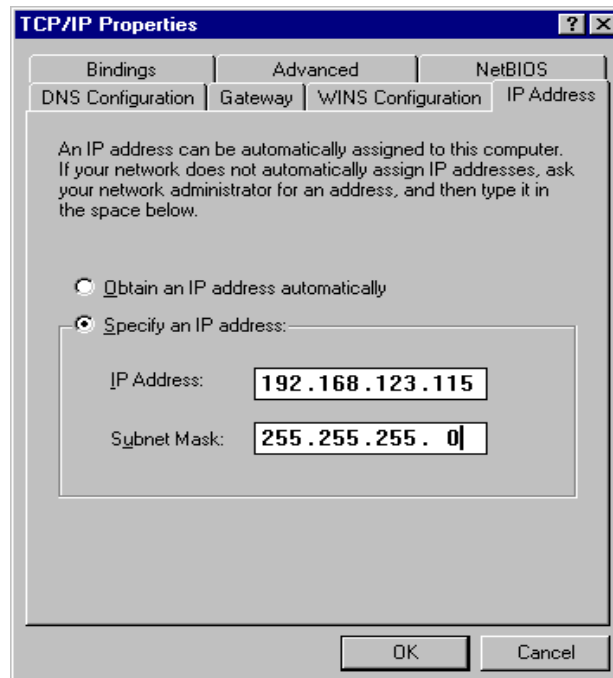 TCP/IP Properties
Bindings Advanced NetBIOS
DNS Configuration Gateway WINS Configuration IP Address
An IP address can be automatically assigned to this computer.
If your network does not automatically assign IP addresses, ask
your network administrator for an address, and then type it in
the space below.
Obtain an IP address automatically
Specify an IP address:
IP Address: 192.168.123.115
Subnet Mask: 255.255.255. 0
OK Cancel